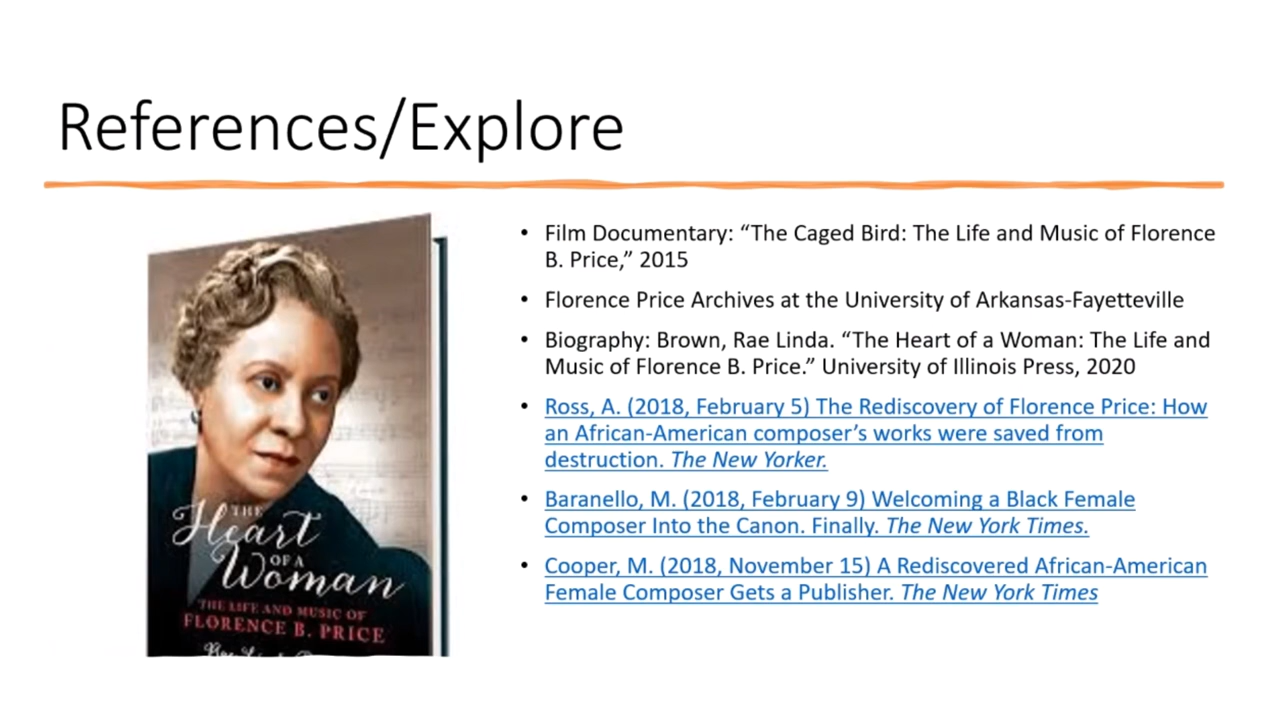 References/Explore
• Film Documentary: “The Caged Bird: The Life and Music of Florence
B. Price,” 2015
• Florence Price Archives at the University of Arkansas-Fayetteville
• Biography: Brown, Rae Linda. “The Heart of a Woman: The Life and
Music of Florence B. Price.” University of Illinois Press, 2020
• Ross, A. (2018, February 5) The Rediscovery of Florence Price: How
an African-American composer’s works were saved from
destruction. The New Yorker.
• Baranello, M. (2018, February 9) Welcoming a Black Female
Composer Into the Canon. Finally. The New York Times.
• Cooper, M. (2018, November 15) A Rediscovered African-American
Female Composer Gets a Publisher. The New York Times
THE
Heart
OF A
Woman
THE LIFE AND MUSIC OF
FLORENCE B. PRICE